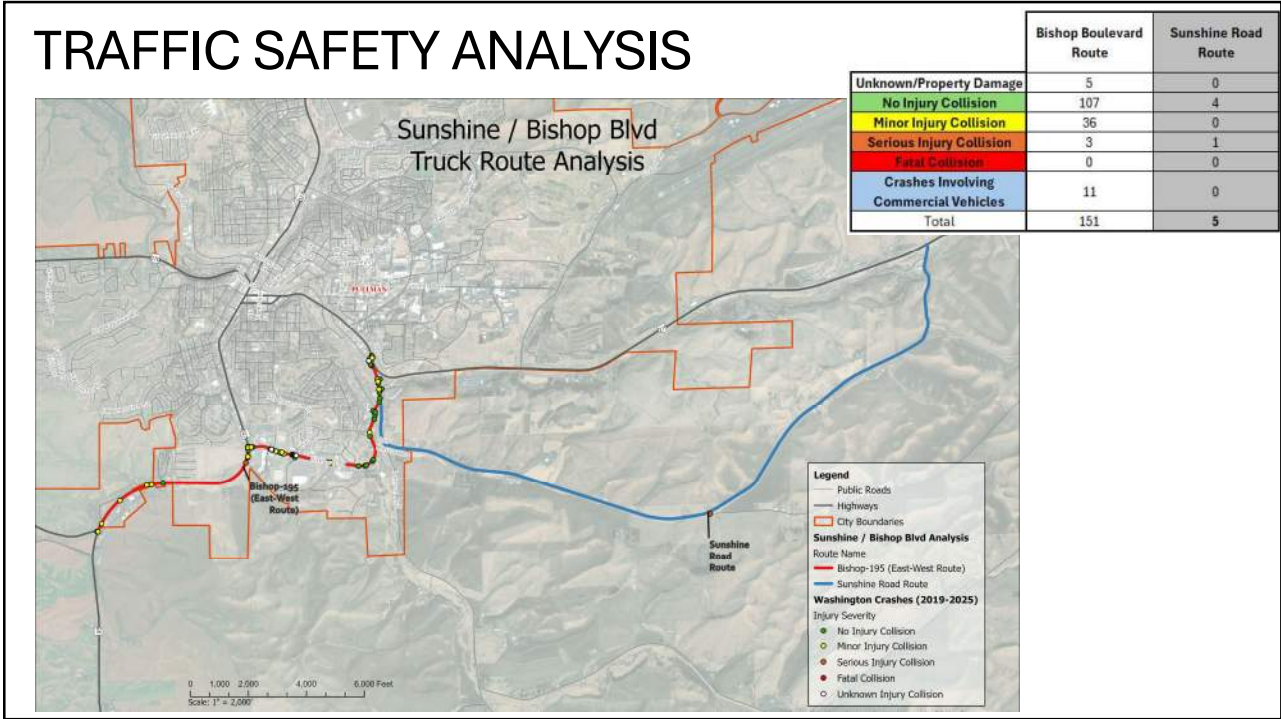 TRAFFIC SAFETY ANALYSIS
Bishop Boulevard Route
Sunshine Road Route
Unknown/Property Damage 5 0
No Injury Collision 107 4
Minor Injury Collision 36 0
Serious Injury Collision 3 1
Fatal Collision 0 0
Crashes Involving
Commercial Vehicles 11 0
Total 151 5
Sunshine / Bishop Blvd
Truck Route Analysis
PULLMAN
Bishop-195
(East-West
Route)
Sunshine
Road
Route
Legend
Public Roads
Highways
City Boundaries
Sunshine / Bishop Blvd Analysis
Route Name
Bishop-195 (East-West Route)
Sunshine Road Route
Washington Crashes (2019-2025)
Injury Severity
No Injury Collision
Minor Injury Collision
Serious Injury Collision
Fatal Collision
Unknown Injury Collision
0 1,000 2,000 4,000 6,000 Feet
Scale: 1" = 2,000'